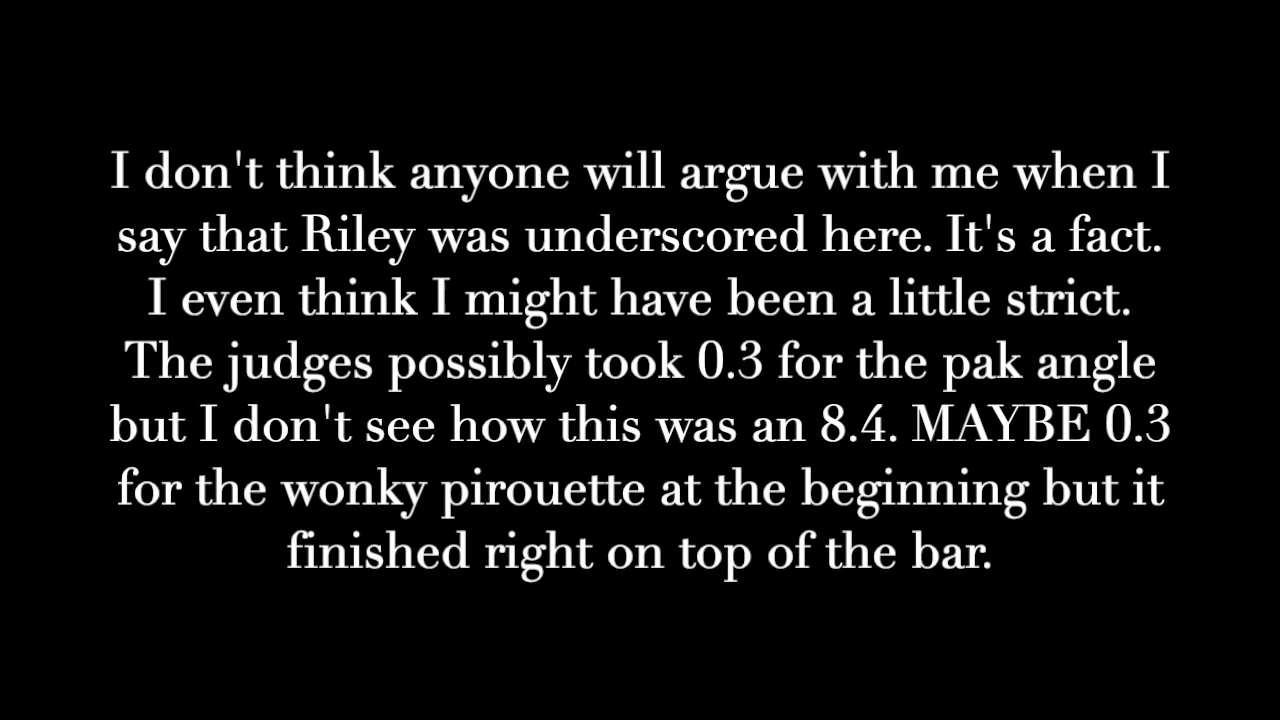 I don't think anyone will argue with me when I
say that Riley was underscored here. It's a fact.
I even think I might have been a little strict.
The judges possibly took 0.3 for the pak angle
but I don't see how this was an 8.4. MAYBE 0.3
for the wonky pirouette at the beginning but it
finished right on top of the bar.